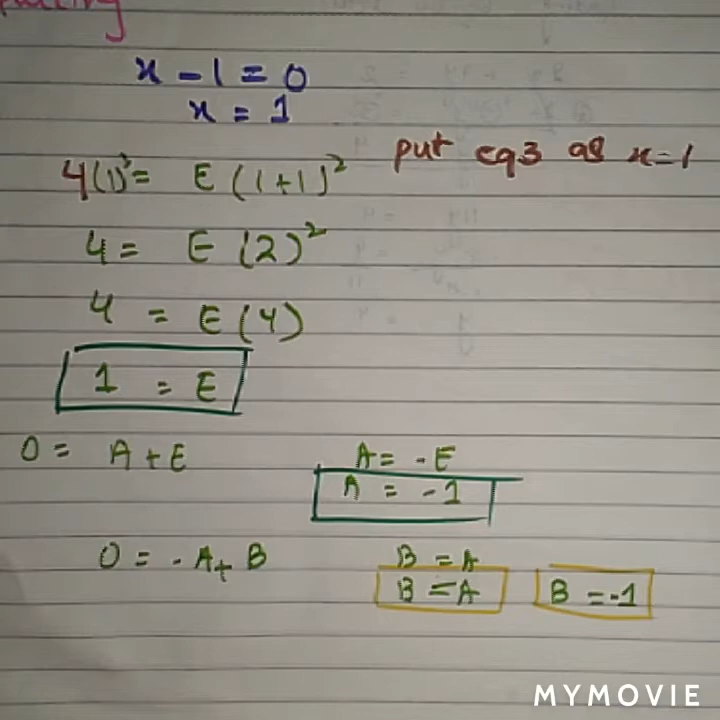 x - 1 = 0
x = 1
4(1)² = E(1+1)² put eq3 as x=1
4 = E(2)²
4 = E(4)
1 = E
0 = A + E A = -E
A = -1
0 = -A + B B = A
B = A B = -1
MYMOVIE